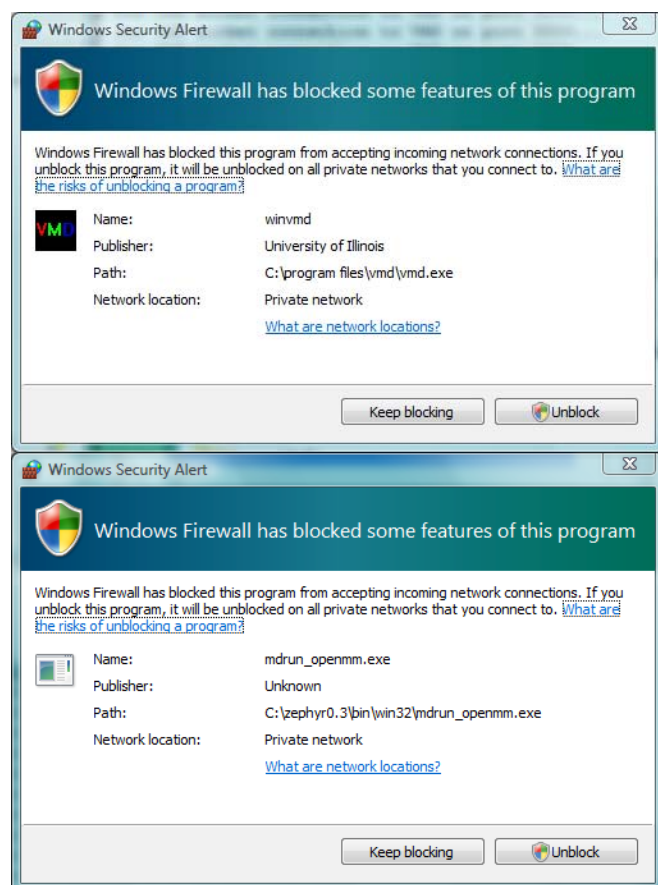 Windows Security Alert
Windows Firewall has blocked some features of this program
Windows Firewall has blocked this program from accepting incoming network connections. If you
unblock this program, it will be unblocked on all private networks that you connect to. What are
the risks of unblocking a program?
VMD
Name: winvmd
Publisher: University of Illinois
Path: C:\program files\vmd\vmd.exe
Network location: Private network
What are network locations?
Keep blocking Unblock
Windows Security Alert
Windows Firewall has blocked some features of this program
Windows Firewall has blocked this program from accepting incoming network connections. If you
unblock this program, it will be unblocked on all private networks that you connect to. What are
the risks of unblocking a program?
Name: mdrun_openmm.exe
Publisher: Unknown
Path: C:\zephyr0.3\bin\win32\mdrun_openmm.exe
Network location: Private network
What are network locations?
Keep blocking Unblock